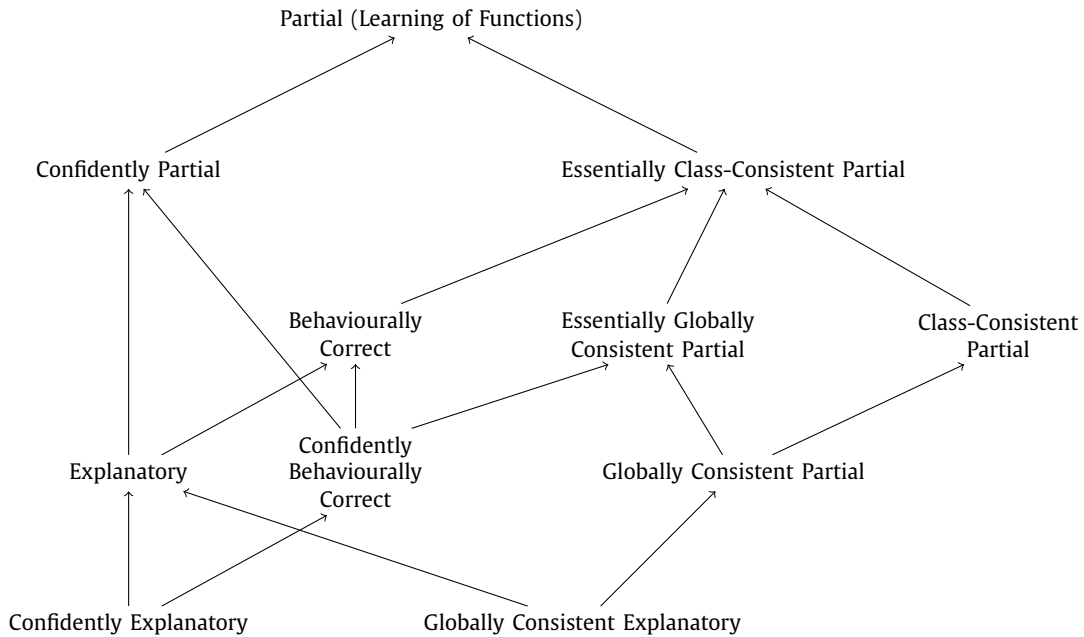 Partial (Learning of Functions)
Confidently Partial
Essentially Class-Consistent Partial
Behaviourally
Correct
Essentially Globally
Consistent Partial
Class-Consistent
Partial
Explanatory
Confidently
Behaviourally
Correct
Globally Consistent Partial
Confidently Explanatory
Globally Consistent Explanatory